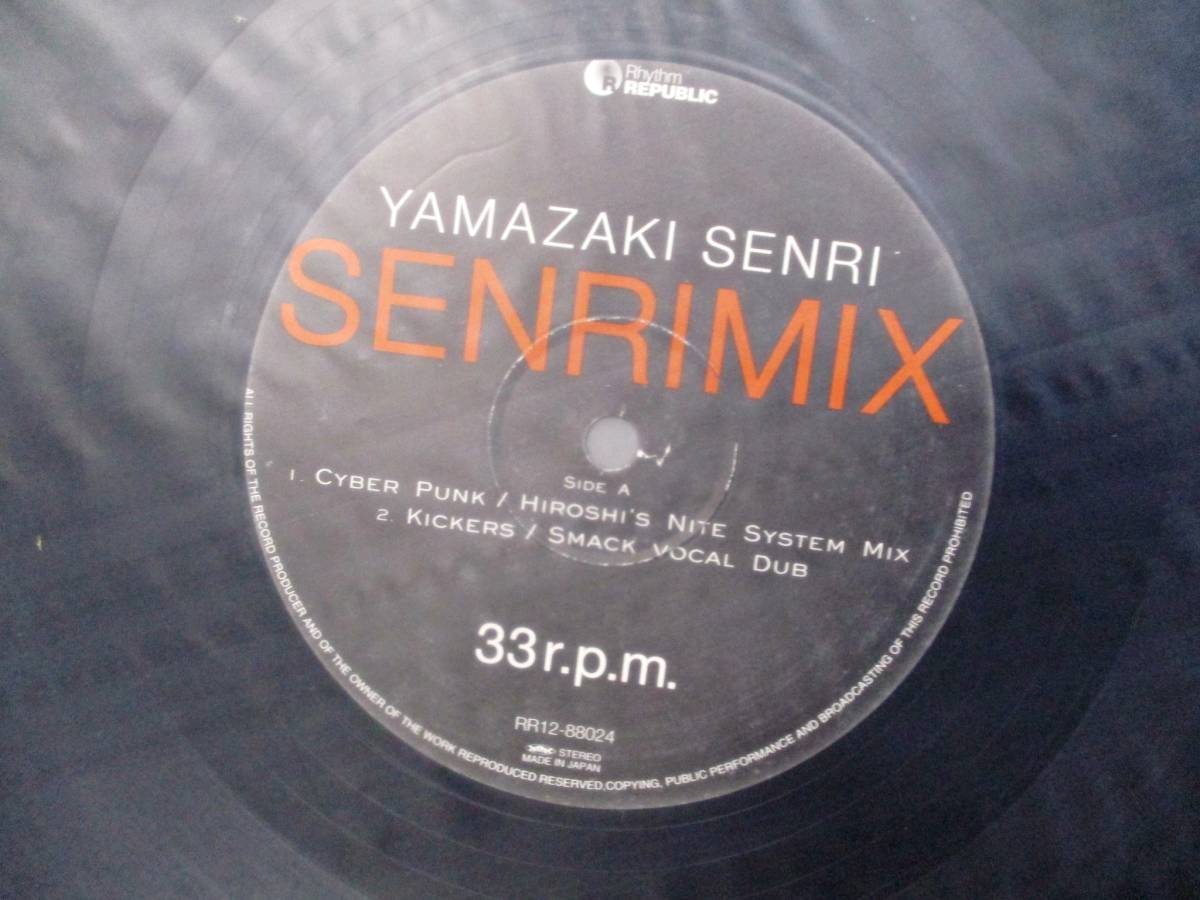 Rhythm
REPUBLIC
YAMAZAKI SENRI
SENRIMIX
SIDE A
1. CYBER PUNK / HIROSHI'S NITE SYSTEM MIX
2. KICKERS / SMACK VOCAL DUB
33r.p.m.
RR12-88024
STEREO
MADE IN JAPAN
ALL RIGHTS OF THE RECORD PRODUCER AND OF THE OWNER OF THE WORK REPRODUCED RESERVED,COPYING, PUBLIC PERFORMANCE AND BROADCASTING OF THIS RECORD PROHIBITED